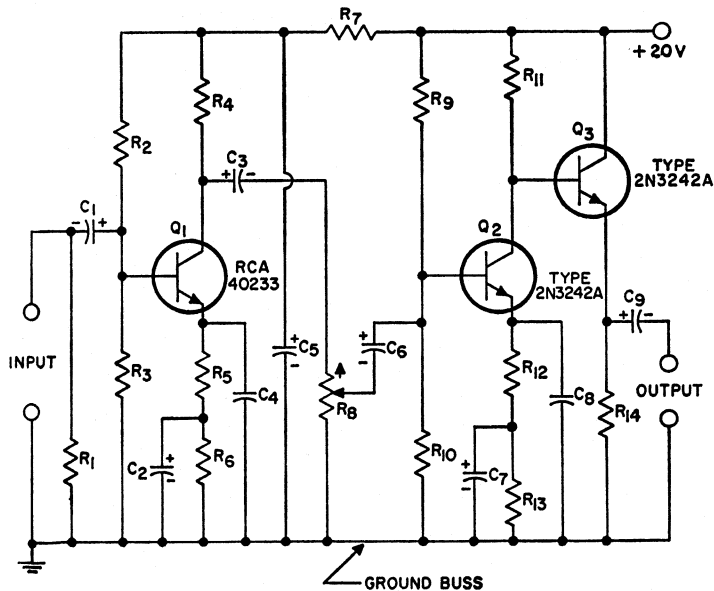 R7
+20V
R2
R4
R9
R11
Q3
TYPE
2N3242A
C3
+ -
C1
- +
Q1
RCA
40233
Q2
TYPE
2N3242A
C9
+ -
INPUT
R3
R5
C4
+
C5
-
R8
+
C6
-
R12
C8
R14
OUTPUT
R1
C2
+
-
R6
R10
+
C7
-
R13
GROUND BUSS